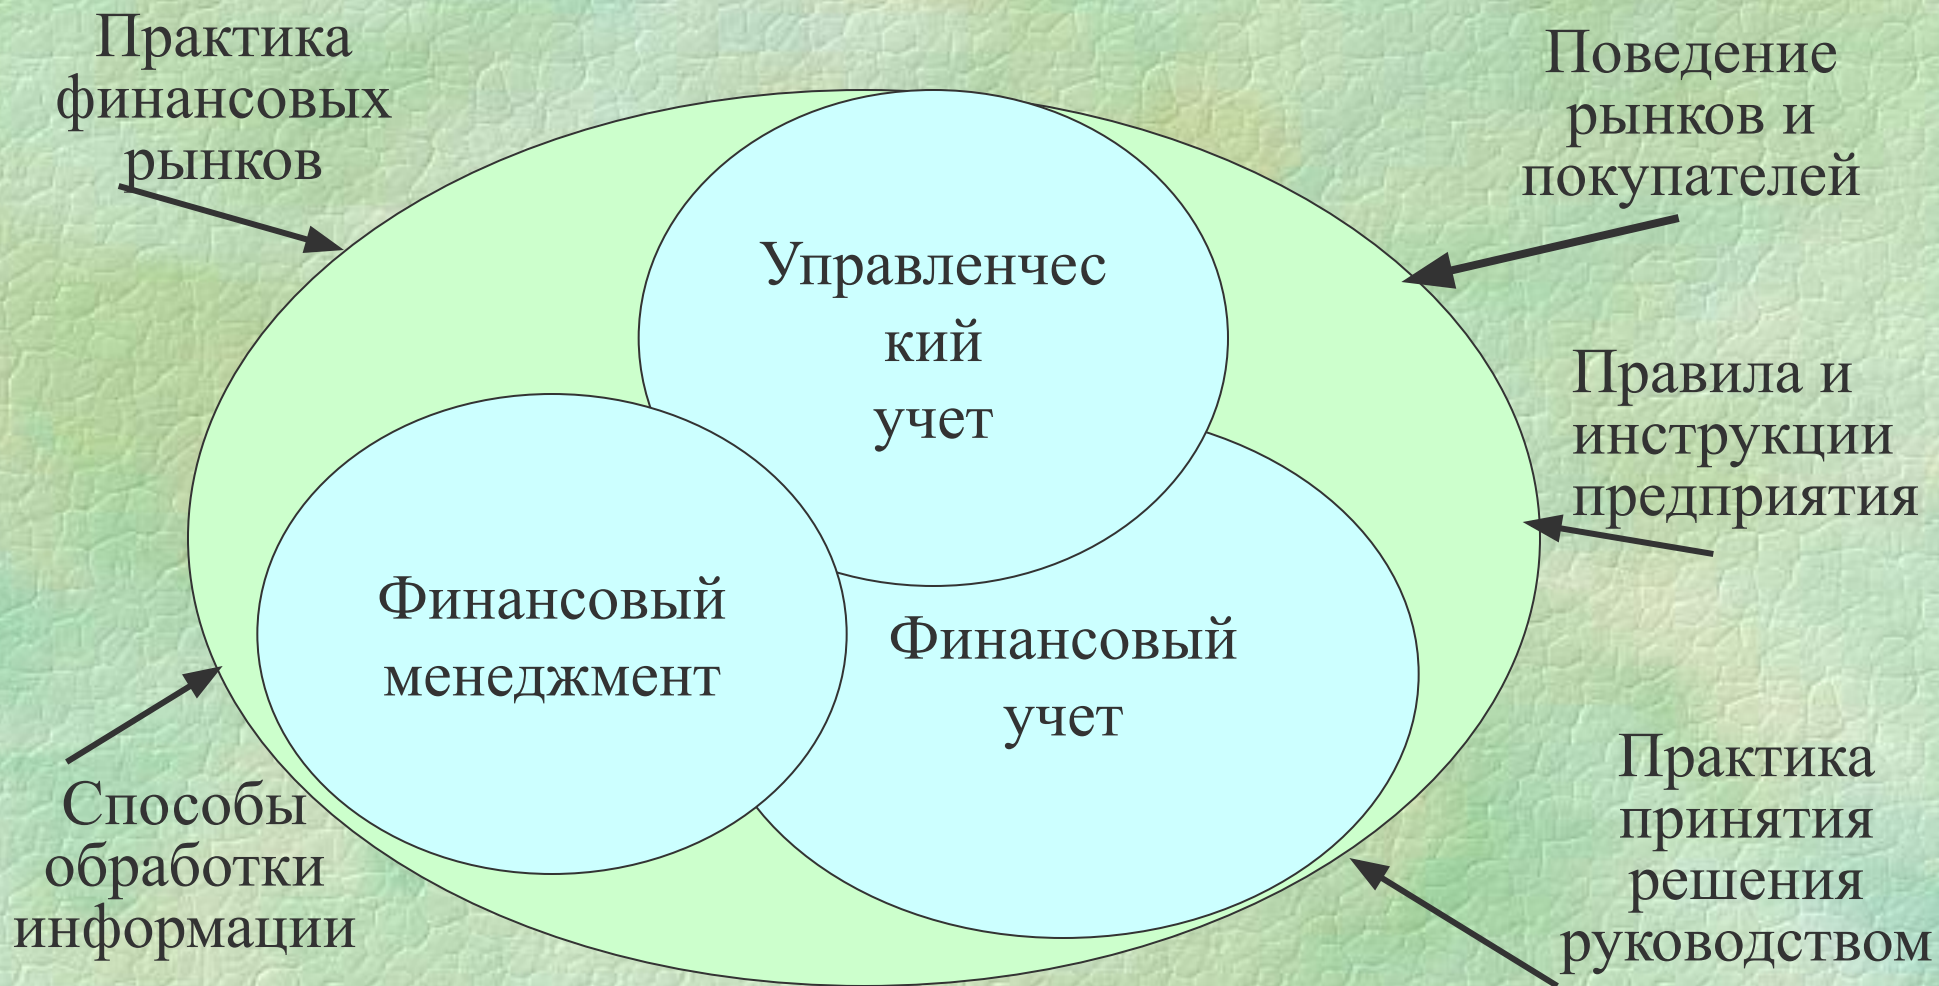 Практика
финансовых
рынков
Поведение
рынков и
покупателей
Управленчес
кий
учет
Правила и
инструкции
предприятия
Финансовый
менеджмент
Финансовый
учет
Способы
обработки
информации
Практика
принятия
решения
руководством